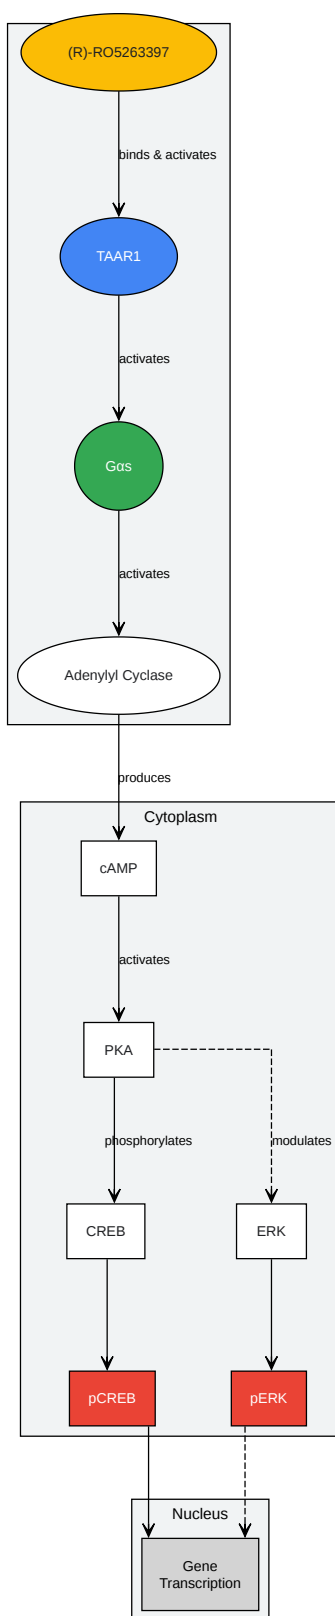 (R)-RO5263397
binds & activates
TAAR1
activates
Gαs
activates
Adenylyl Cyclase
produces
Cytoplasm
cAMP
activates
PKA
phosphorylates
modulates
CREB
ERK
pCREB
pERK
Nucleus
Gene
Transcription